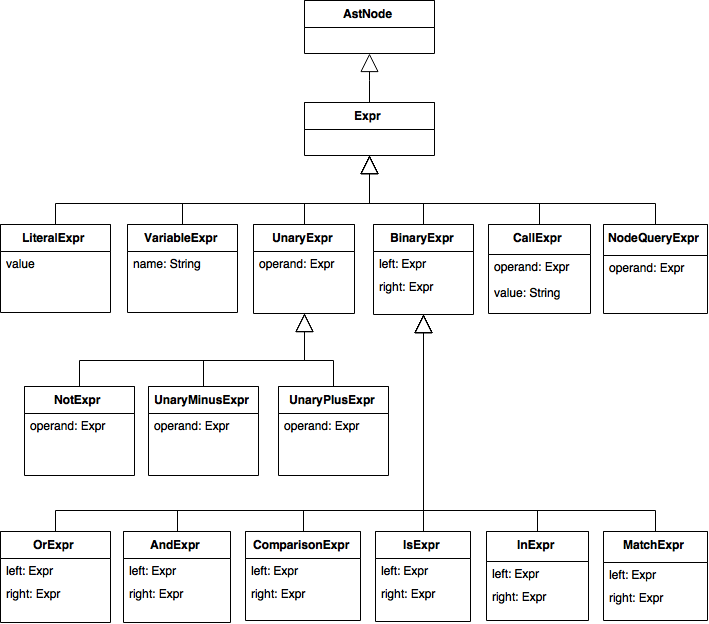 AstNode
Expr
LiteralExpr
value
VariableExpr
name: String
UnaryExpr
operand: Expr
BinaryExpr
left: Expr
right: Expr
CallExpr
operand: Expr
value: String
NodeQueryExpr
operand: Expr
NotExpr
operand: Expr
UnaryMinusExpr
operand: Expr
UnaryPlusExpr
operand: Expr
OrExpr
left: Expr
right: Expr
AndExpr
left: Expr
right: Expr
ComparisonExpr
left: Expr
right: Expr
IsExpr
left: Expr
right: Expr
InExpr
left: Expr
right: Expr
MatchExpr
left: Expr
right: Expr